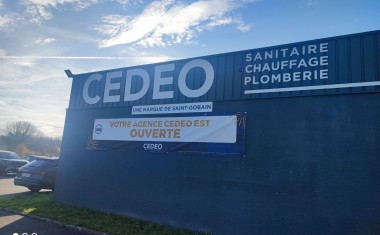 CEDEO
UNE MARQUE DE SAINT-GOBAIN
SANITAIRE
CHAUFFAGE
PLOMBERIE
VOTRE AGENCE CEDEO EST
OUVERTE
CEDEO